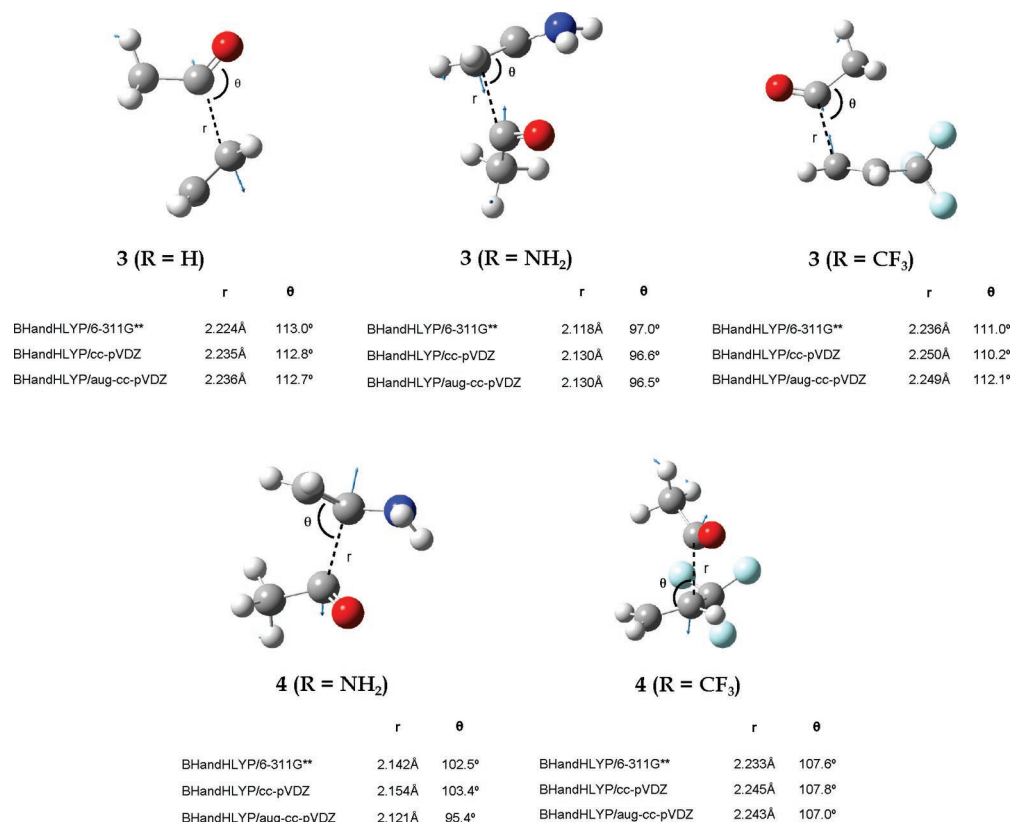 θ
r
θ
r
θ
r
3 (R = H)
3 (R = NH₂)
3 (R = CF₃)
r θ
BHandHLYP/6-311G** 2.224Å 113.0º
BHandHLYP/cc-pVDZ 2.235Å 112.8º
BHandHLYP/aug-cc-pVDZ 2.236Å 112.7º
r θ
BHandHLYP/6-311G** 2.118Å 97.0º
BHandHLYP/cc-pVDZ 2.130Å 96.6º
BHandHLYP/aug-cc-pVDZ 2.130Å 96.5º
r θ
BHandHLYP/6-311G** 2.236Å 111.0º
BHandHLYP/cc-pVDZ 2.250Å 110.2º
BHandHLYP/aug-cc-pVDZ 2.249Å 112.1º
θ
r
θ
r
4 (R = NH₂)
4 (R = CF₃)
r θ
BHandHLYP/6-311G** 2.142Å 102.5º
BHandHLYP/cc-pVDZ 2.154Å 103.4º
BHandHLYP/aug-cc-pVDZ 2.121Å 95.4º
r θ
BHandHLYP/6-311G** 2.233Å 107.6º
BHandHLYP/cc-pVDZ 2.245Å 107.8º
BHandHLYP/aug-cc-pVDZ 2.243Å 107.0º